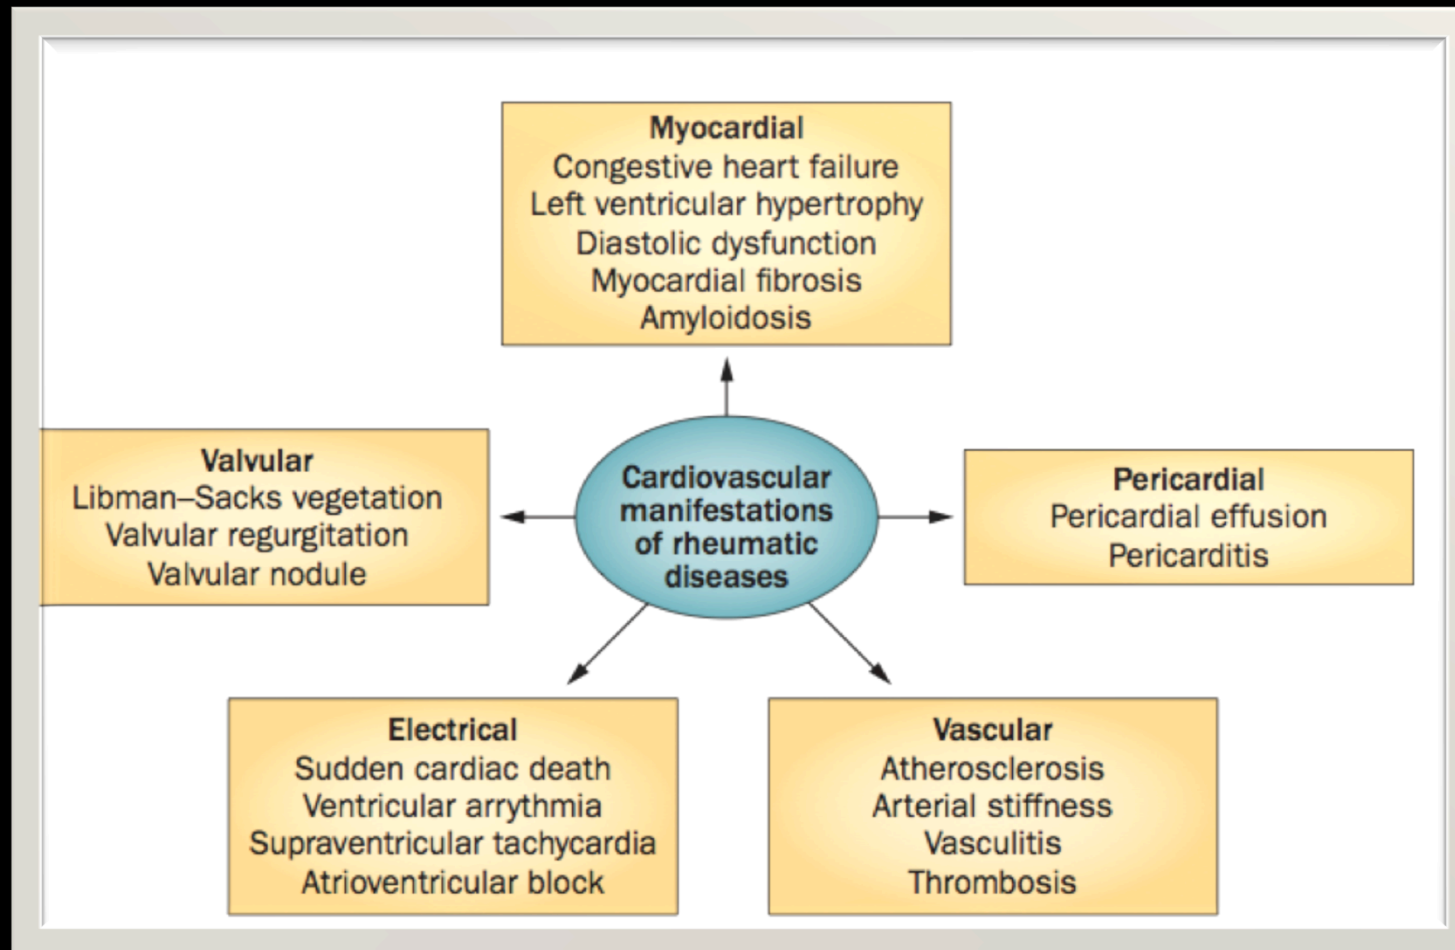 Myocardial
Congestive heart failure
Left ventricular hypertrophy
Diastolic dysfunction
Myocardial fibrosis
Amyloidosis
Valvular
Libman–Sacks vegetation
Valvular regurgitation
Valvular nodule
Cardiovascular
manifestations
of rheumatic
diseases
Pericardial
Pericardial effusion
Pericarditis
Electrical
Sudden cardiac death
Ventricular arrythmia
Supraventricular tachycardia
Atrioventricular block
Vascular
Atherosclerosis
Arterial stiffness
Vasculitis
Thrombosis